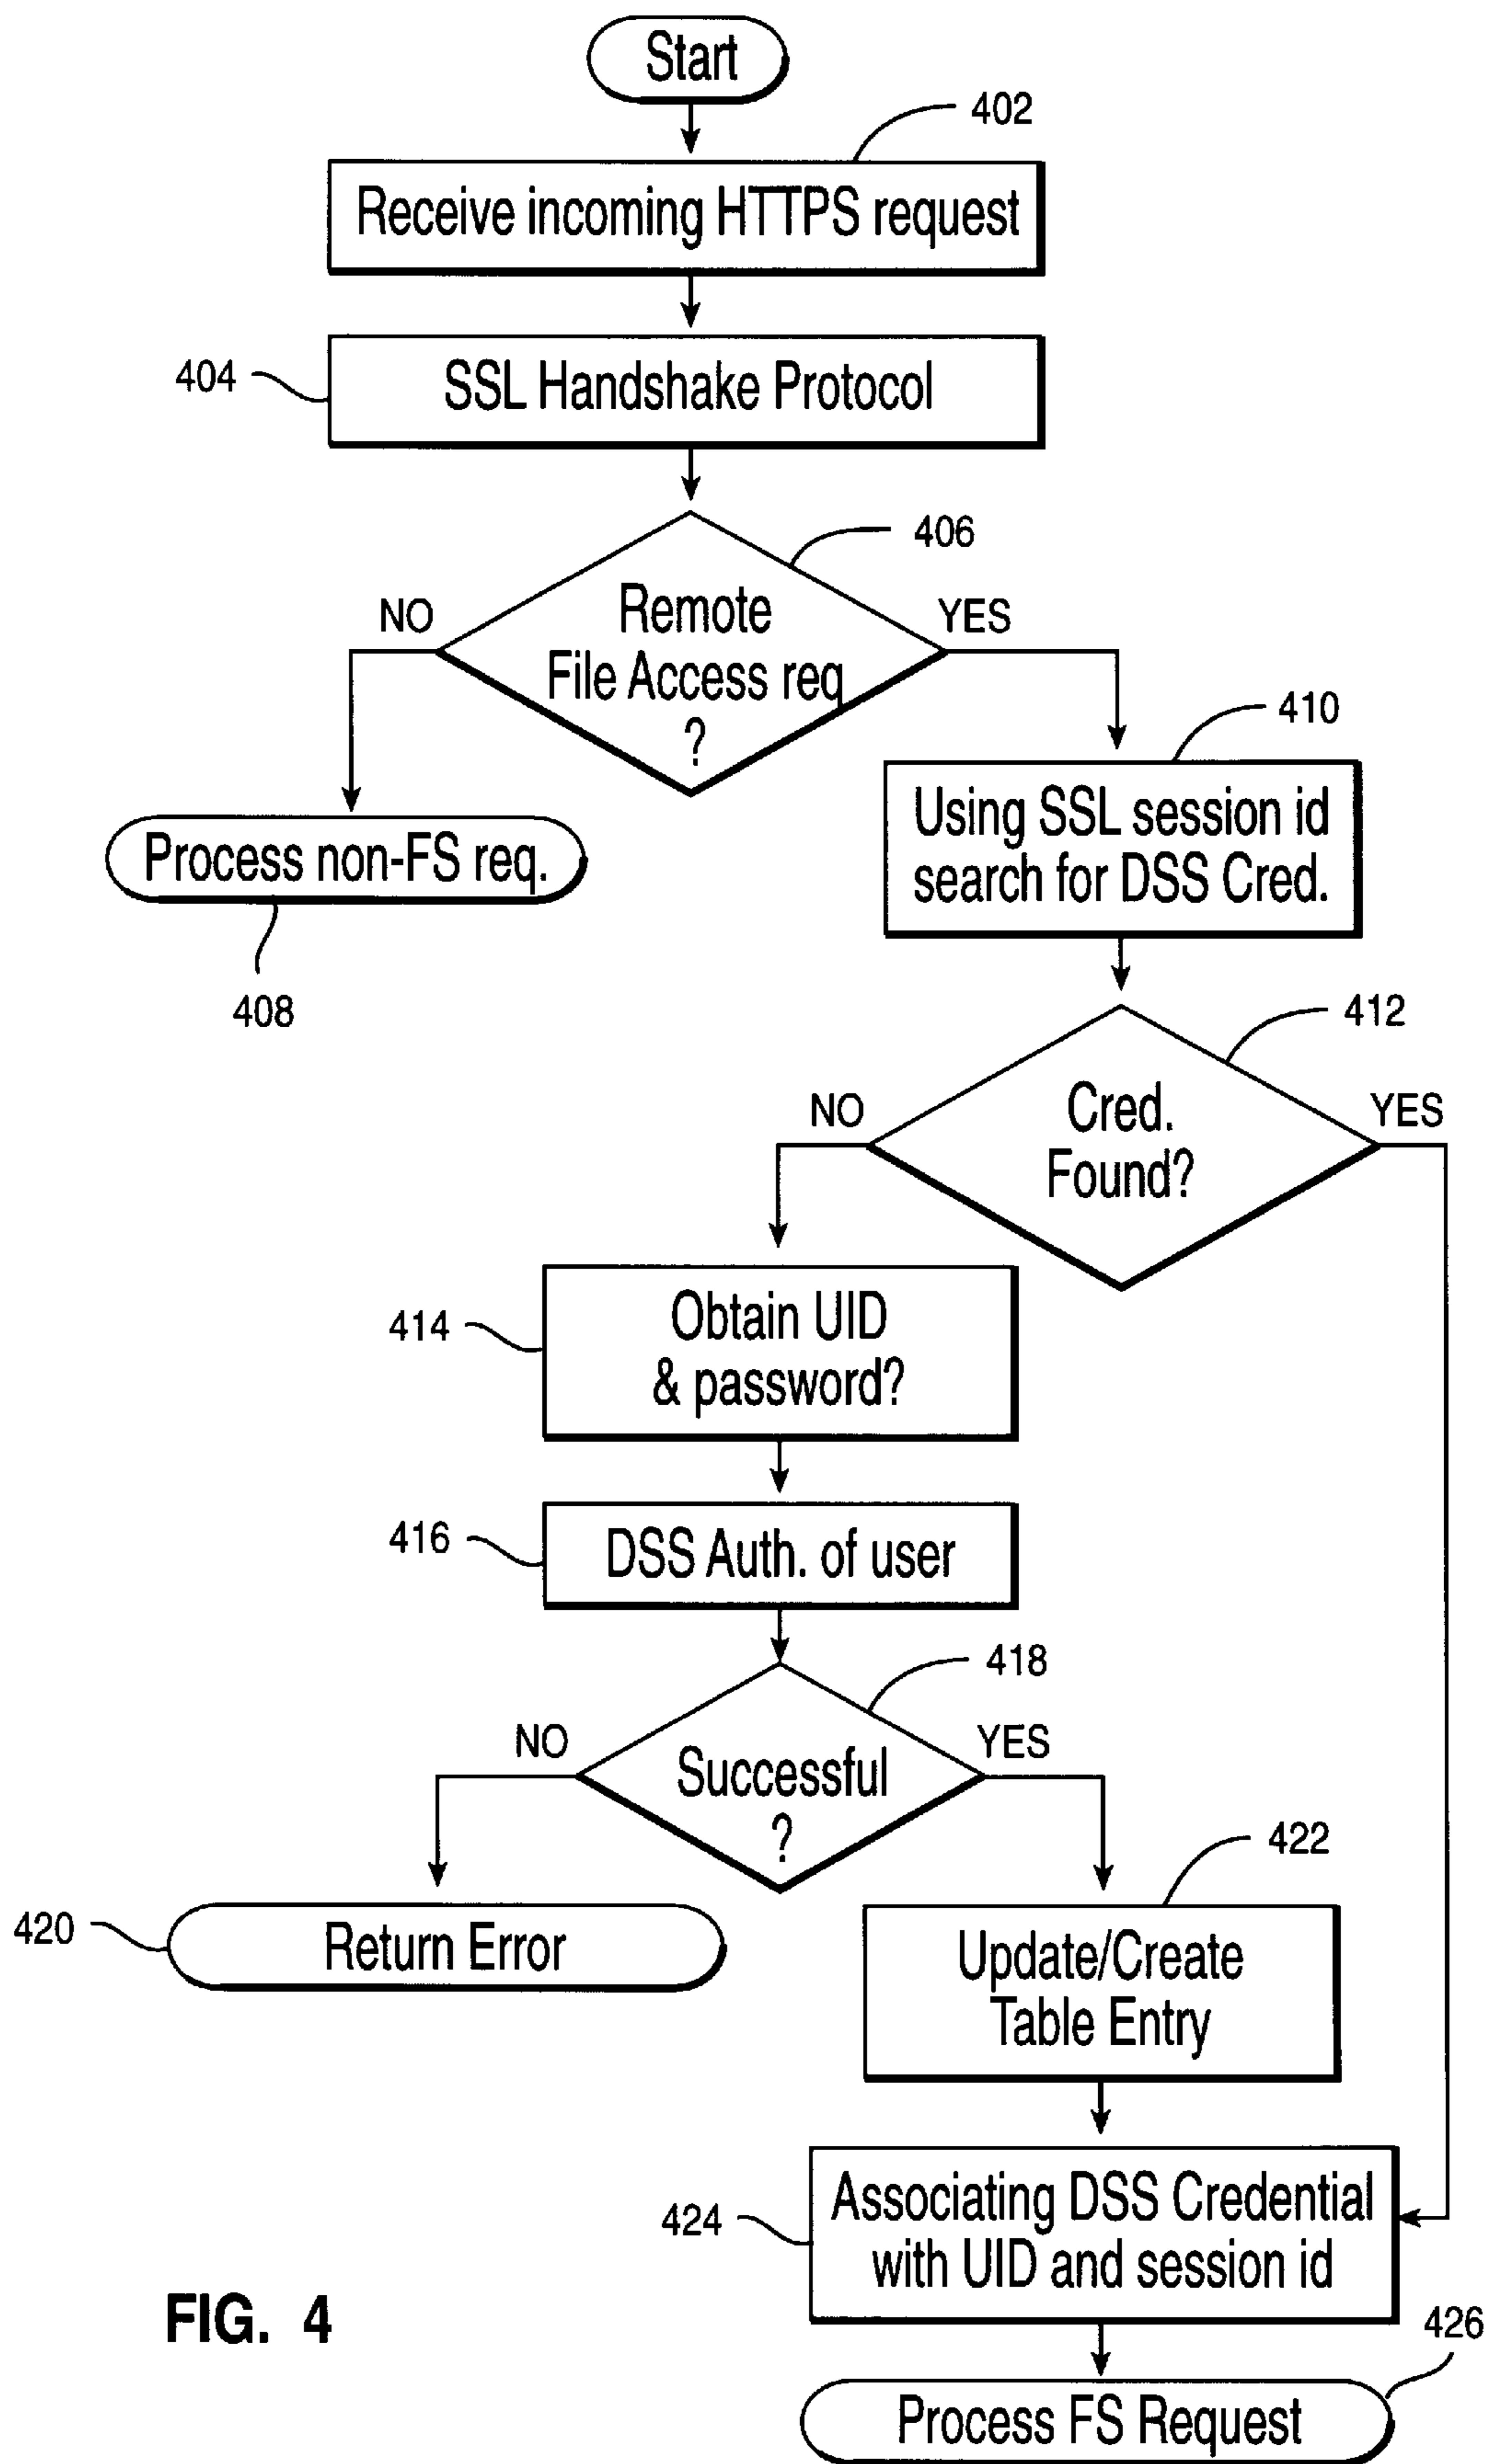 Start
402
Receive incoming HTTPS request
404
SSL Handshake Protocol
406
NO
YES
Remote
File Access req
?
410
Using SSL session id
search for DSS Cred.
Process non-FS req.
408
412
NO
YES
Cred.
Found?
414
Obtain UID
& password?
416
DSS Auth. of user
418
NO
YES
Successful
?
420
Return Error
422
Update/Create
Table Entry
424
Associating DSS Credential
with UID and session id
FIG. 4
426
Process FS Request